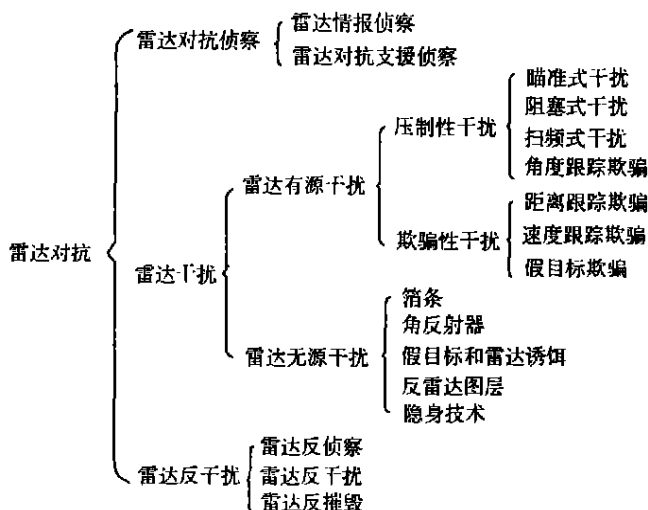 雷达对抗
雷达对抗侦察
雷达情报侦察
雷达对抗支援侦察
雷达干扰
雷达有源干扰
压制性干扰
瞄准式干扰
阻塞式干扰
扫频式干扰
角度跟踪欺骗
欺骗性干扰
距离跟踪欺骗
速度跟踪欺骗
假目标欺骗
雷达无源干扰
箔条
角反射器
假目标和雷达诱饵
反雷达图层
隐身技术
雷达反干扰
雷达反侦察
雷达反干扰
雷达反摧毁